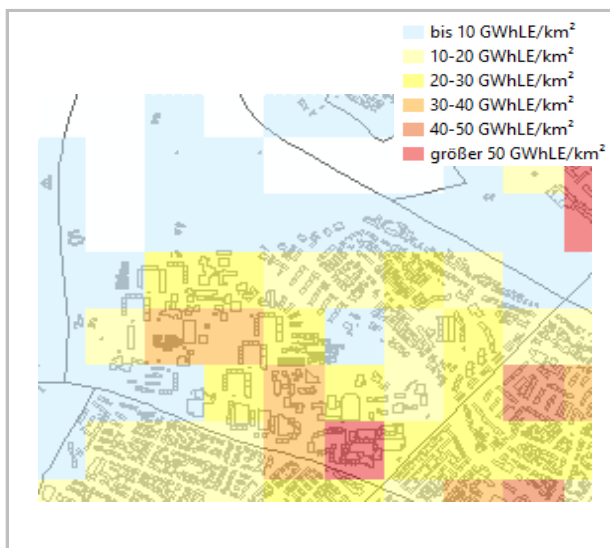 bis 10 GWhLE/km²
10-20 GWhLE/km²
20-30 GWhLE/km²
30-40 GWhLE/km²
40-50 GWhLE/km²
größer 50 GWhLE/km²